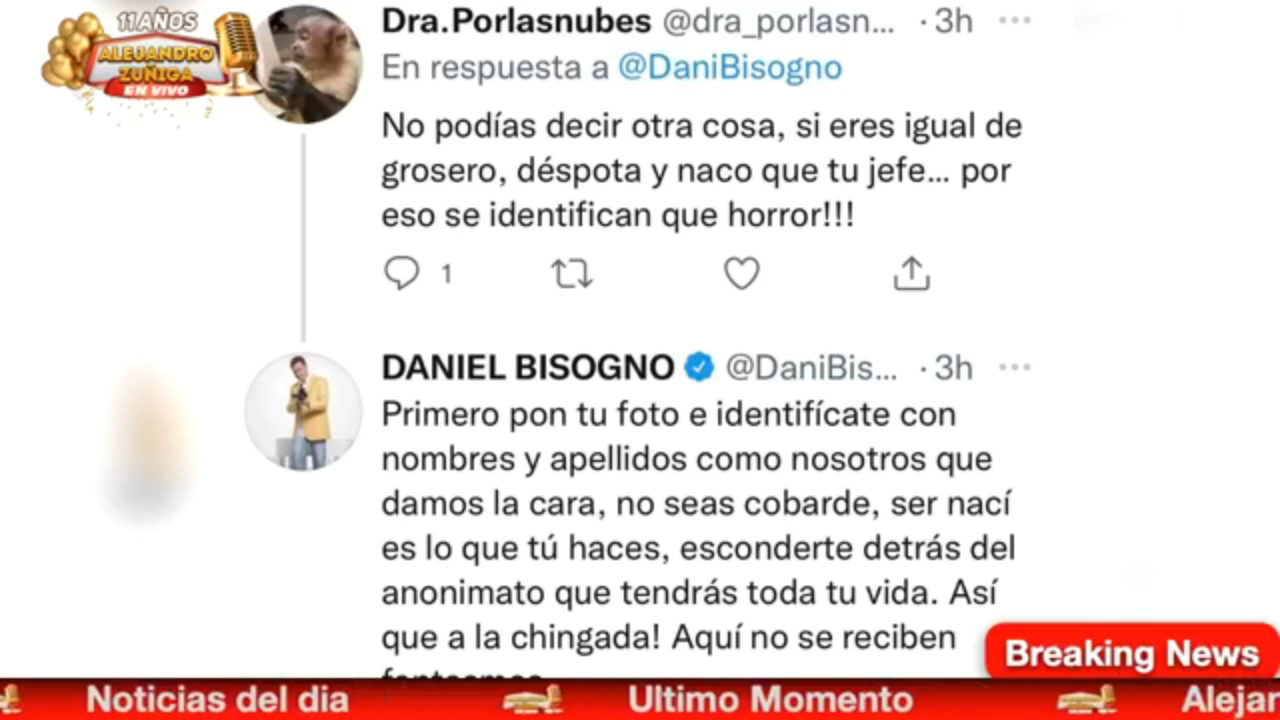 11 AÑOS
ALEJANDRO
ZUÑIGA
EN VIVO
Dra.Porlasnubes @dra_porlasn... · 3h
En respuesta a @DaniBisogno
No podías decir otra cosa, si eres igual de
grosero, déspota y naco que tu jefe... por
eso se identifican que horror!!!
1
DANIEL BISOGNO @DaniBis... · 3h
Primero pon tu foto e identifícate con
nombres y apellidos como nosotros que
damos la cara, no seas cobarde, ser nací
es lo que tú haces, esconderte detrás del
anonimato que tendrás toda tu vida. Así
que a la chingada! Aquí no se reciben
Breaking News
Noticias del dia Ultimo Momento Alejar